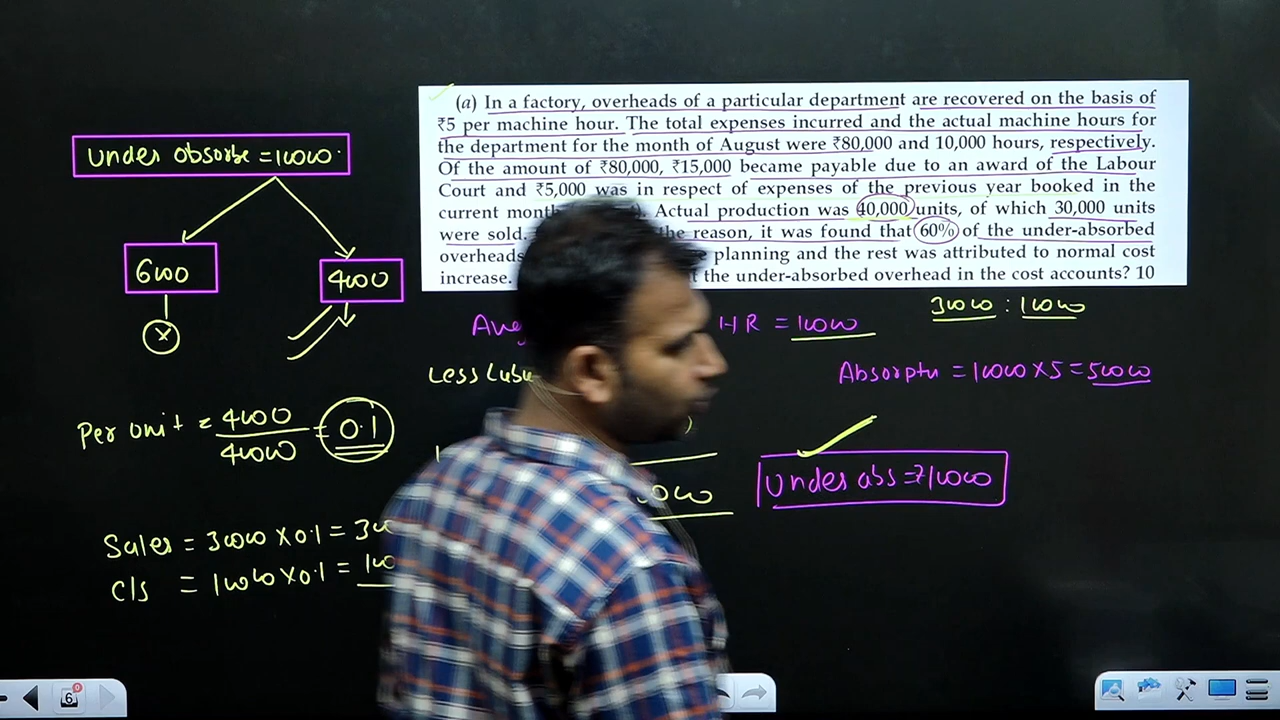 (a) In a factory, overheads of a particular department are recovered on the basis of
₹5 per machine hour. The total expenses incurred and the actual machine hours for
the department for the month of August were ₹80,000 and 10,000 hours, respectively.
Of the amount of ₹80,000, ₹15,000 became payable due to an award of the Labour
Court and ₹5,000 was in respect of expenses of the previous year booked in the
current month Actual production was 40,000 units, of which 30,000 units
were sold. the reason, it was found that 60% of the under-absorbed
overheads planning and the rest was attributed to normal cost
increase. the under-absorbed overhead in the cost accounts? 10
Under absorbe = 10000
6000
4000
x
Per unit = 4000/40000 = 0.1
Sales = 30000 x 0.1 =
C/S = 10000 x 0.1 =
HR = 10000
Less
30000 : 10000
Absorptn = 10000 x 5 = 50000
Under abs = ₹10000
6